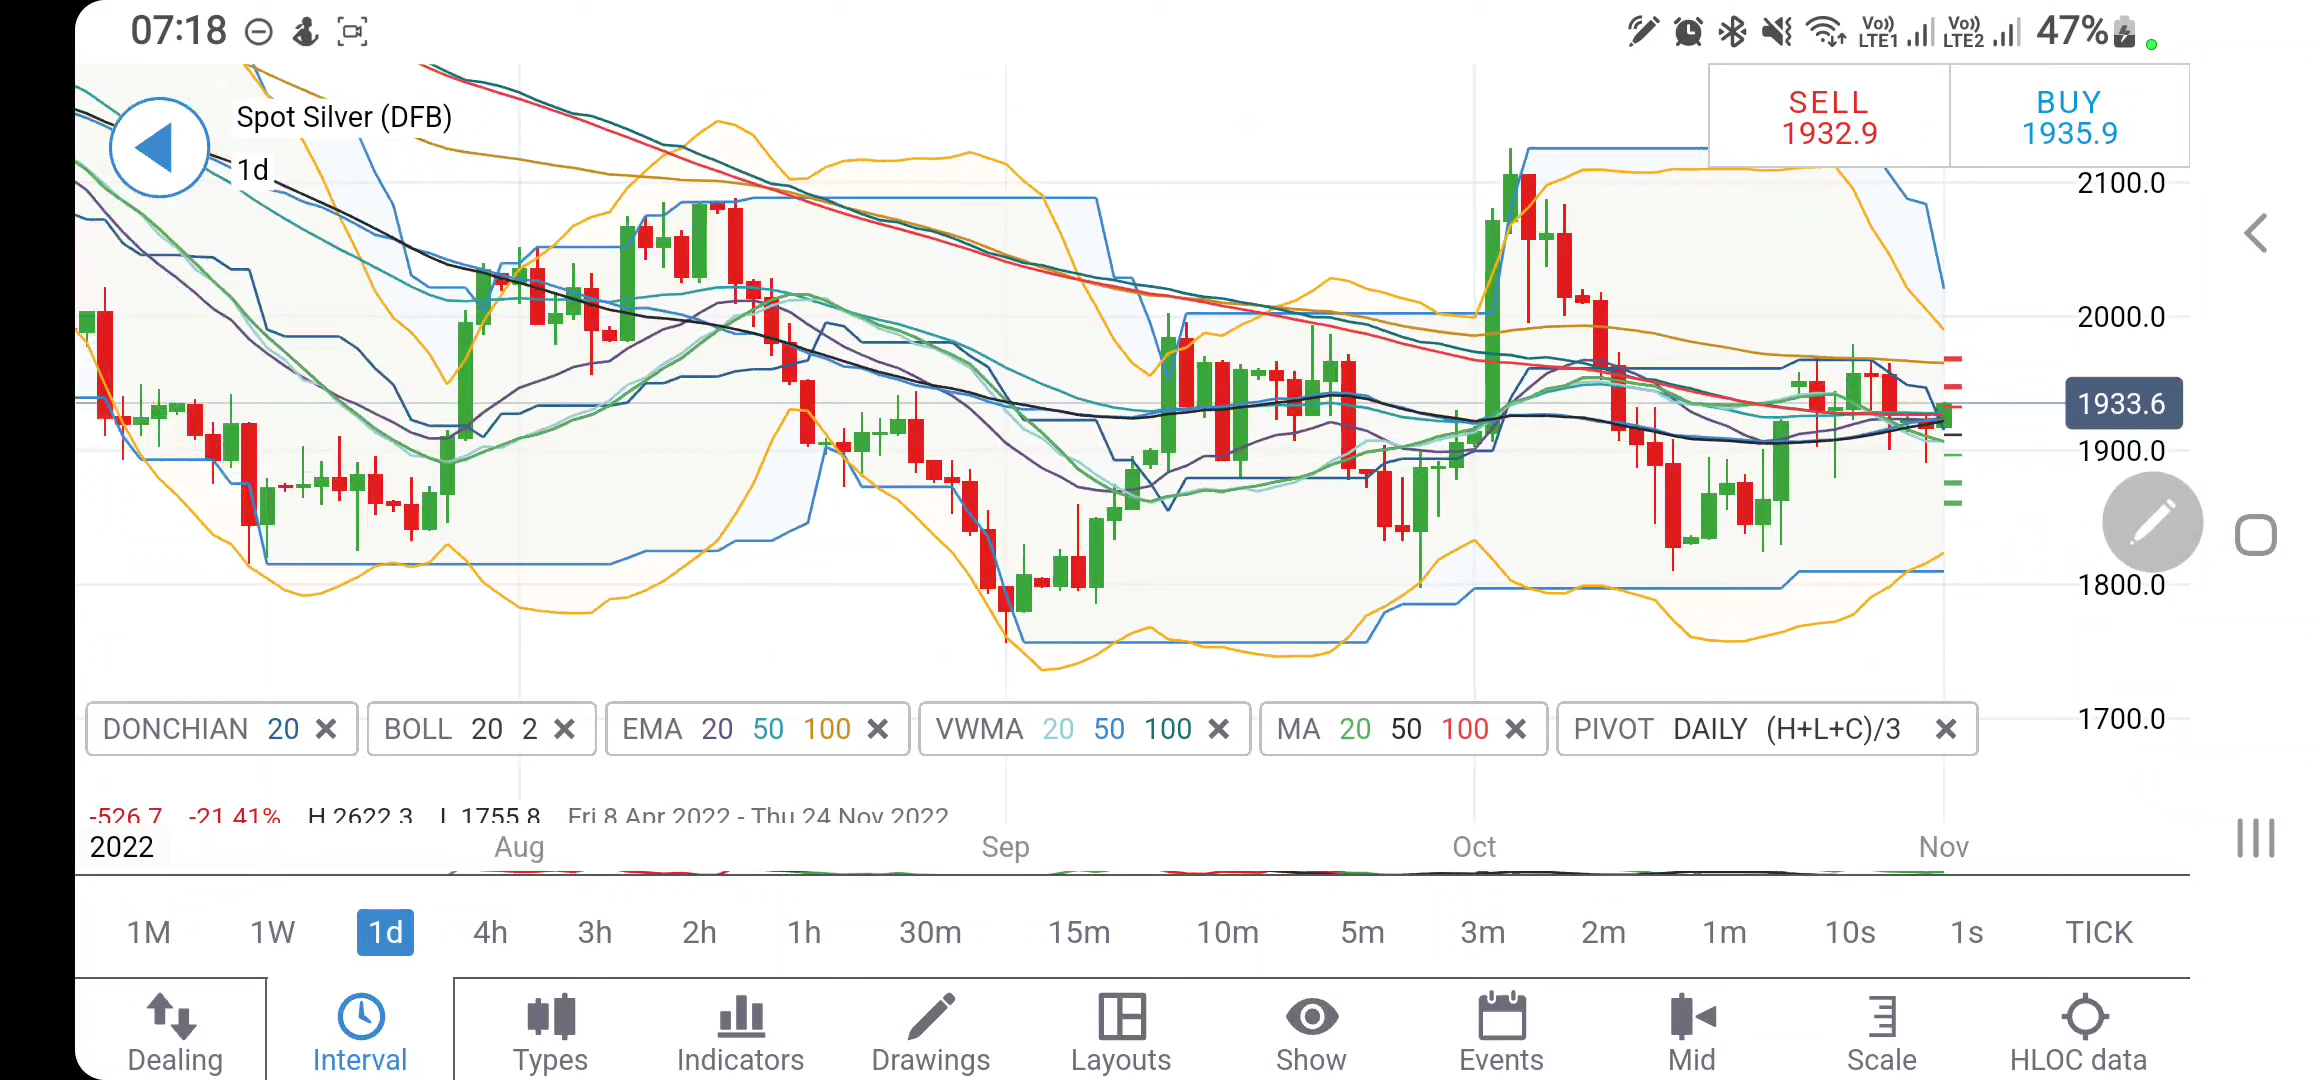 07:18
Vo)) LTE1 Vo)) LTE2 47%
Spot Silver (DFB)
1d
SELL
1932.9
BUY
1935.9
2100.0
2000.0
1933.6
1900.0
1800.0
1700.0
DONCHIAN 20 ✕
BOLL 20 2 ✕
EMA 20 50 100 ✕
VWMA 20 50 100 ✕
MA 20 50 100 ✕
PIVOT DAILY (H+L+C)/3 ✕
-526.7 -21.41% H 2622.3 L 1755.8 Fri 8 Apr 2022 - Thu 24 Nov 2022
2022 Aug Sep Oct Nov
1M 1W 1d 4h 3h 2h 1h 30m 15m 10m 5m 3m 2m 1m 10s 1s TICK
Dealing Interval Types Indicators Drawings Layouts Show Events Mid Scale HLOC data